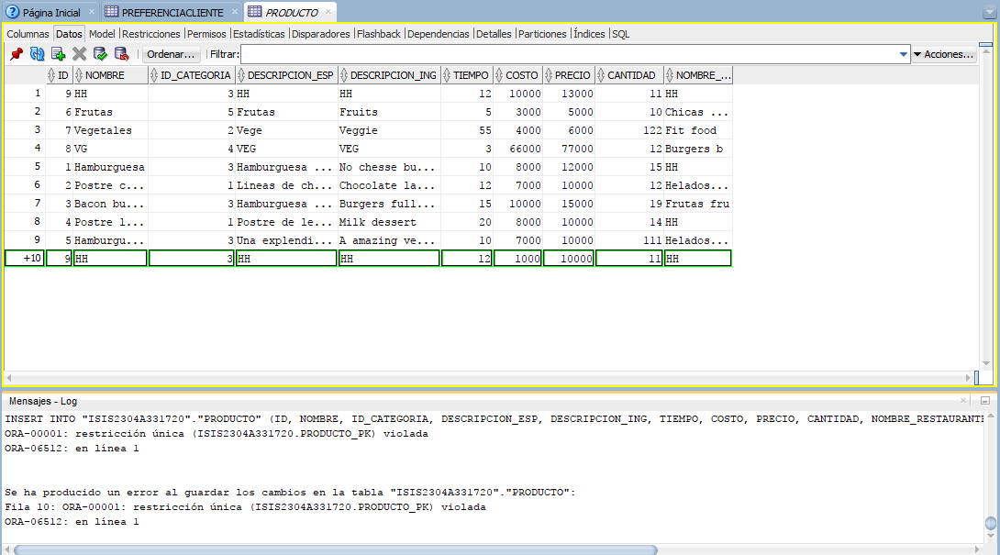 Página Inicial PREFERENCIACLIENTE PRODUCTO
Columnas Datos Model Restricciones Permisos Estadísticas Disparadores Flashback Dependencias Detalles Particiones Índices SQL
Ordenar... Filtrar: Acciones...
ID NOMBRE ID_CATEGORIA DESCRIPCION_ESP DESCRIPCION_ING TIEMPO COSTO PRECIO CANTIDAD NOMBRE_...
1 9 HH 3 HH HH 12 10000 13000 11 HH
2 6 Frutas 5 Frutas Fruits 5 3000 5000 10 Chicas ...
3 7 Vegetales 2 Vege Veggie 55 4000 6000 122 Fit food
4 8 VG 4 VEG VEG 3 66000 77000 12 Burgers b
5 1 Hamburguesa 3 Hamburguesa ... No chesse bu... 10 8000 12000 15 HH
6 2 Postre c... 1 Lineas de ch... Chocolate la... 12 7000 10000 12 Helados...
7 3 Bacon bu... 3 Hamburguesa ... Burgers full... 15 10000 15000 19 Frutas fru
8 4 Postre l... 1 Postre de le... Milk dessert 20 8000 10000 14 HH
9 5 Hamburgu... 3 Una explendi... A amazing ve... 10 7000 10000 111 Helados...
+10 9 HH 3 HH HH 12 1000 10000 11 HH
Mensajes - Log
INSERT INTO "ISIS2304A331720"."PRODUCTO" (ID, NOMBRE, ID_CATEGORIA, DESCRIPCION_ESP, DESCRIPCION_ING, TIEMPO, COSTO, PRECIO, CANTIDAD, NOMBRE_RESTAURANTE
ORA-00001: restricción única (ISIS2304A331720.PRODUCTO_PK) violada
ORA-06512: en línea 1
Se ha producido un error al guardar los cambios en la tabla "ISIS2304A331720"."PRODUCTO":
Fila 10: ORA-00001: restricción única (ISIS2304A331720.PRODUCTO_PK) violada
ORA-06512: en línea 1